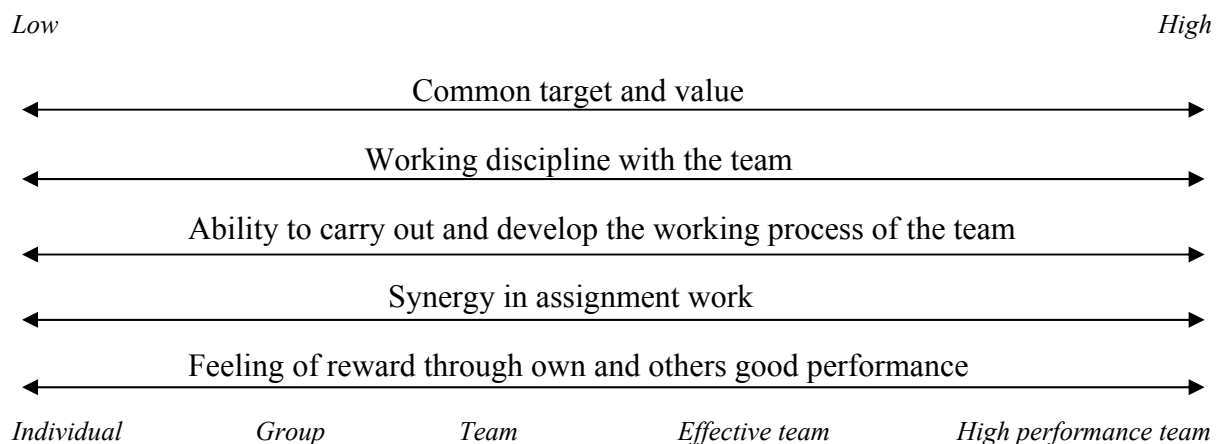 Low High
Common target and value
Working discipline with the team
Ability to carry out and develop the working process of the team
Synergy in assignment work
Feeling of reward through own and others good performance
Individual Group Team Effective team High performance team